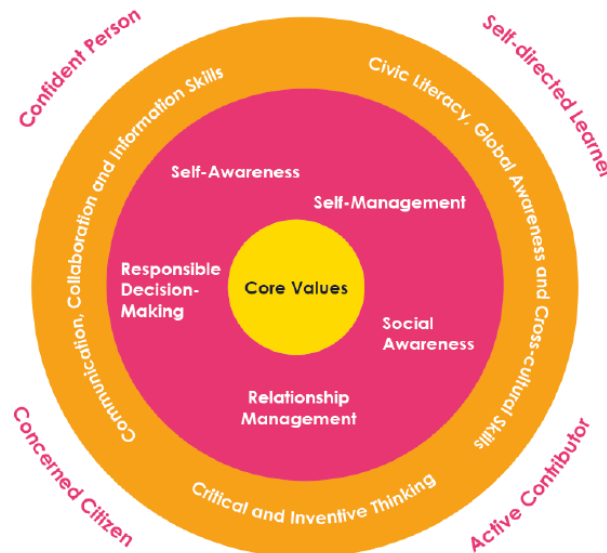 Confident Person
Self-directed Learner
Communication, Collaboration and Information Skills
Civic Literacy, Global Awareness and Cross-cultural Skills
Self-Awareness
Self-Management
Responsible
Decision-
Making
Core Values
Social
Awareness
Relationship
Management
Critical and Inventive Thinking
Concerned Citizen
Active Contributor